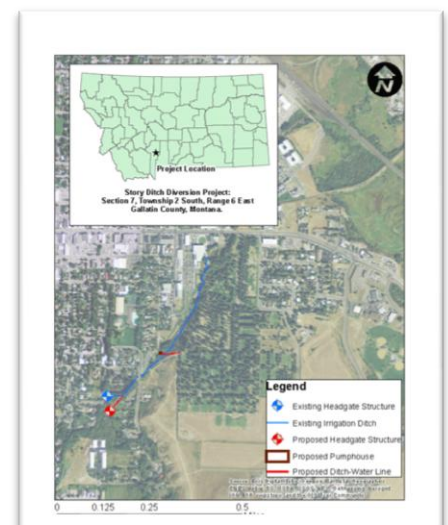 N
Project Location
Story Ditch Diversion Project:
Section 7, Township 2 South, Range 6 East
Gallatin County, Montana.
Legend
Existing Headgate Structure
Existing Irrigation Ditch
Proposed Headgate Structure
Proposed Pumphouse
Proposed Ditch-Water Line
0 0.125 0.25 0.5